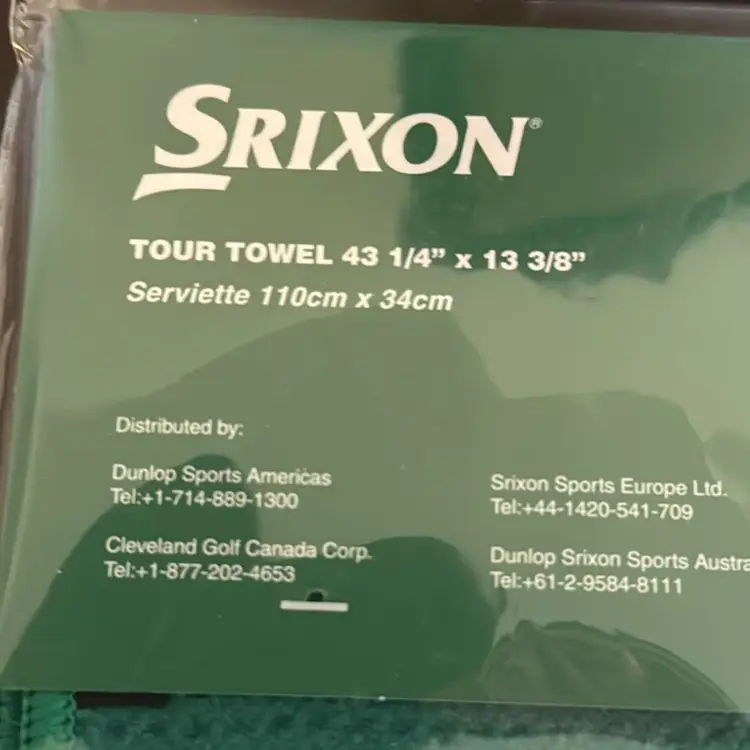 SRIXON®
TOUR TOWEL 43 1/4” x 13 3/8”
Serviette 110cm x 34cm
Distributed by:
Dunlop Sports Americas
Tel:+1-714-889-1300
Cleveland Golf Canada Corp.
Tel:+1-877-202-4653
Srixon Sports Europe Ltd.
Tel:+44-1420-541-709
Dunlop Srixon Sports Austra
Tel:+61-2-9584-8111